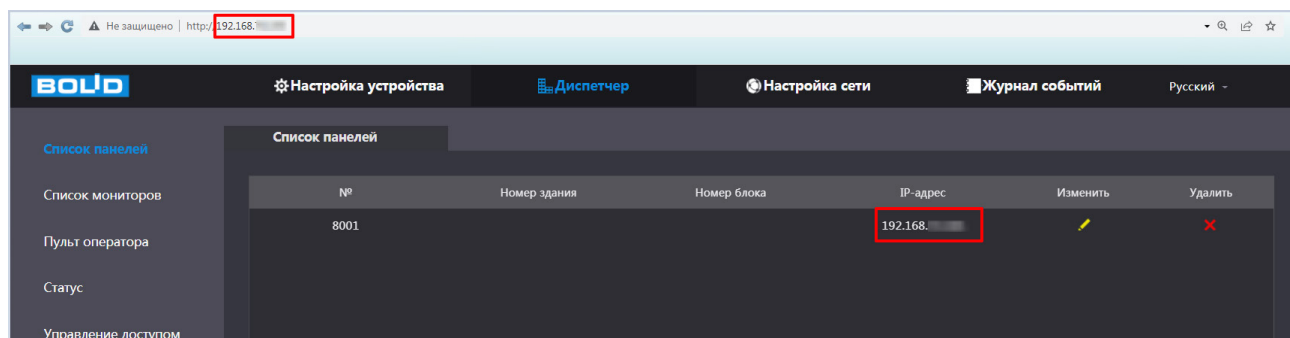 Не защищено | http://192.168.
BOLID
Настройка устройства
Диспетчер
Настройка сети
Журнал событий
Русский
Список панелей
Список панелей
Список мониторов
Пульт оператора
Статус
Управление доступом
№ Номер здания Номер блока IP-адрес Изменить Удалить
8001 192.168.